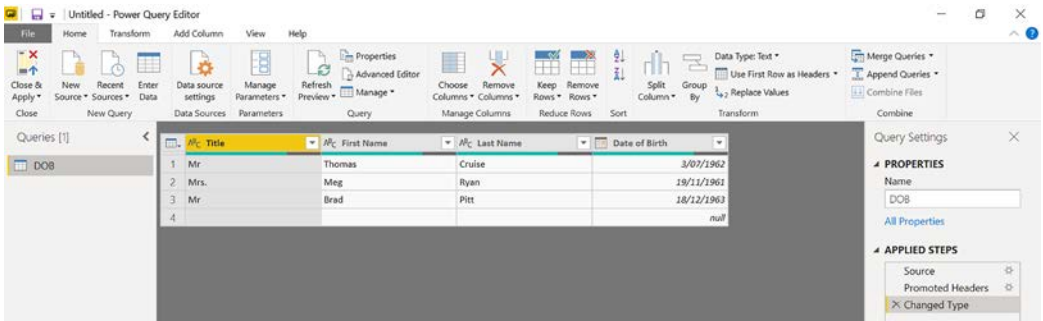 Untitled - Power Query Editor
File Home Transform Add Column View Help
Close & Apply
New Source
Recent Sources
Enter Data
Data source settings
Manage Parameters
Refresh Preview
Properties
Advanced Editor
Manage
Choose Columns
Remove Columns
Keep Rows
Remove Rows
Split Column
Group By
Data Type: Text
Use First Row as Headers
Replace Values
Merge Queries
Append Queries
Combine Files
Close New Query Data Sources Parameters Query Manage Columns Reduce Rows Sort Transform Combine
Queries [1]
DOB
Title First Name Last Name Date of Birth
1 Mr Thomas Cruise 3/07/1962
2 Mrs. Meg Ryan 19/11/1961
3 Mr Brad Pitt 18/12/1963
4 null
Query Settings
PROPERTIES
Name
DOB
All Properties
APPLIED STEPS
Source
Promoted Headers
Changed Type